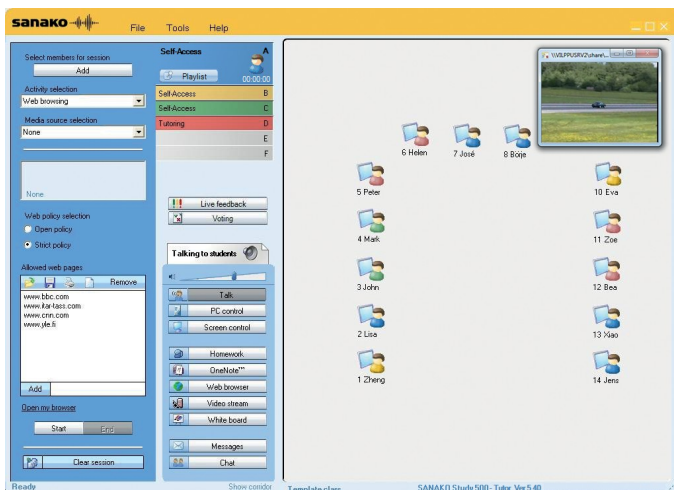 sanako
File Tools Help
Select members for session
Add
Activity selection
Web browsing
Media source selection
None
None
Web policy selection
Open policy
Strict policy
Allowed web pages
Remove
www.bbc.com
www.itar-tass.com
www.cnn.com
www.yle.fi
Add
Open my browser
Start End
Clear session
Ready
Self-Access A
Playlist 00:00:00
Self-Access B
Self-Access C
Tutoring D
E
F
Live feedback
Voting
Talking to students
Talk
PC control
Screen control
Homework
OneNote™
Web browser
Video stream
White board
Messages
Chat
Show corridor
\\VILPPUSRV2\share\...
6 Helen
7 José
8 Börje
5 Peter
10 Eva
4 Mark
11 Zoe
3 John
12 Bea
2 Lisa
13 Xiao
1 Zheng
14 Jens
Template class
SANAKO Study 500 - Tutor, Ver 5.40